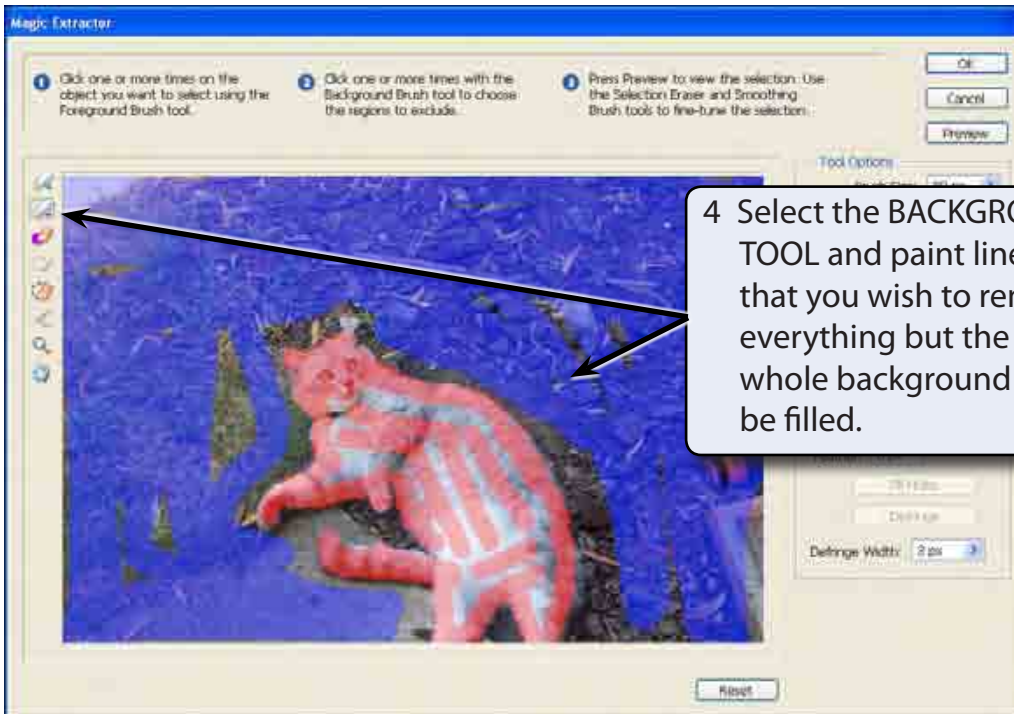 Magic Extractor
Click one or more times on the
object you want to select using the
Foreground Brush tool.
Click one or more times with the
Background Brush tool to choose
the regions to exclude.
Press Preview to view the selection. Use
the Selection Eraser and Smoothing
Brush tools to fine-tune the selection.
OK
Cancel
Preview
Tool Options
4 Select the BACKGRO
TOOL and paint line
that you wish to re
everything but the
whole background
be filled.
Fill Holes
Defringe
Defringe Width: 2 px
Reset